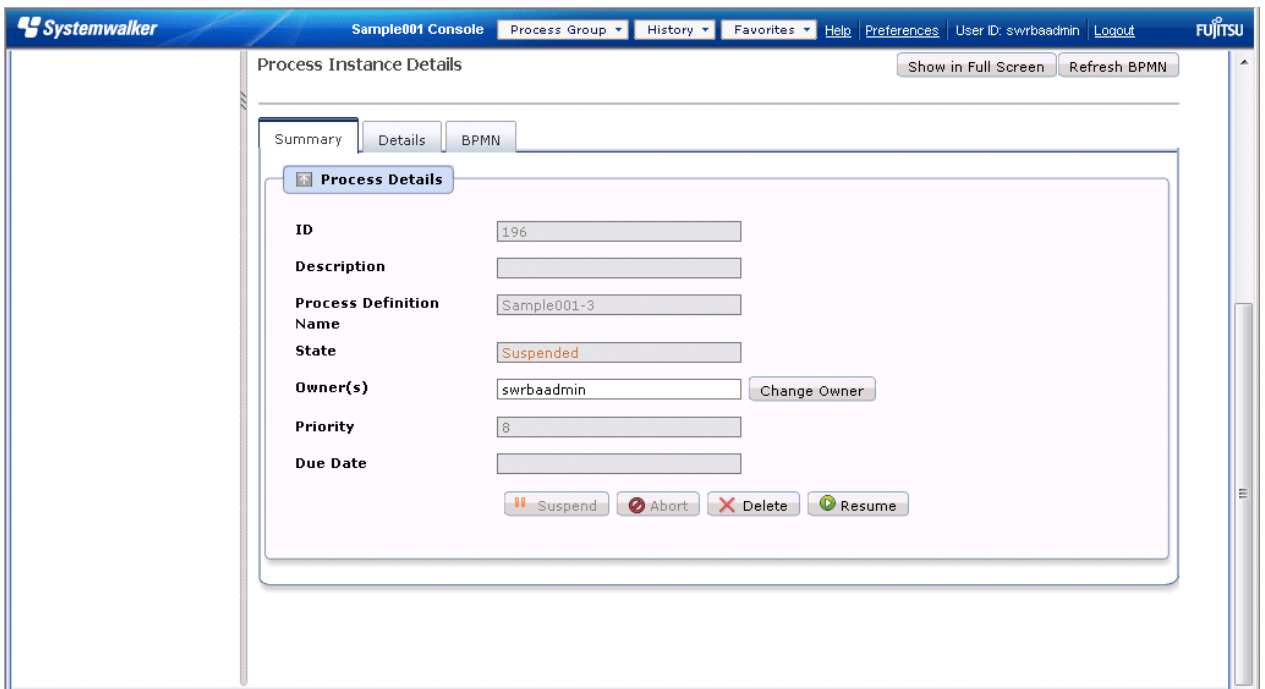 Systemwalker Sample001 Console Process Group History Favorites Help Preferences User ID: swrbaadmin Logout FUJITSU
Process Instance Details Show in Full Screen Refresh BPMN
Summary Details BPMN
Process Details
ID 196
Description
Process Definition Name Sample001-3
State Suspended
Owner(s) swrbaadmin Change Owner
Priority 8
Due Date
Suspend Abort Delete Resume